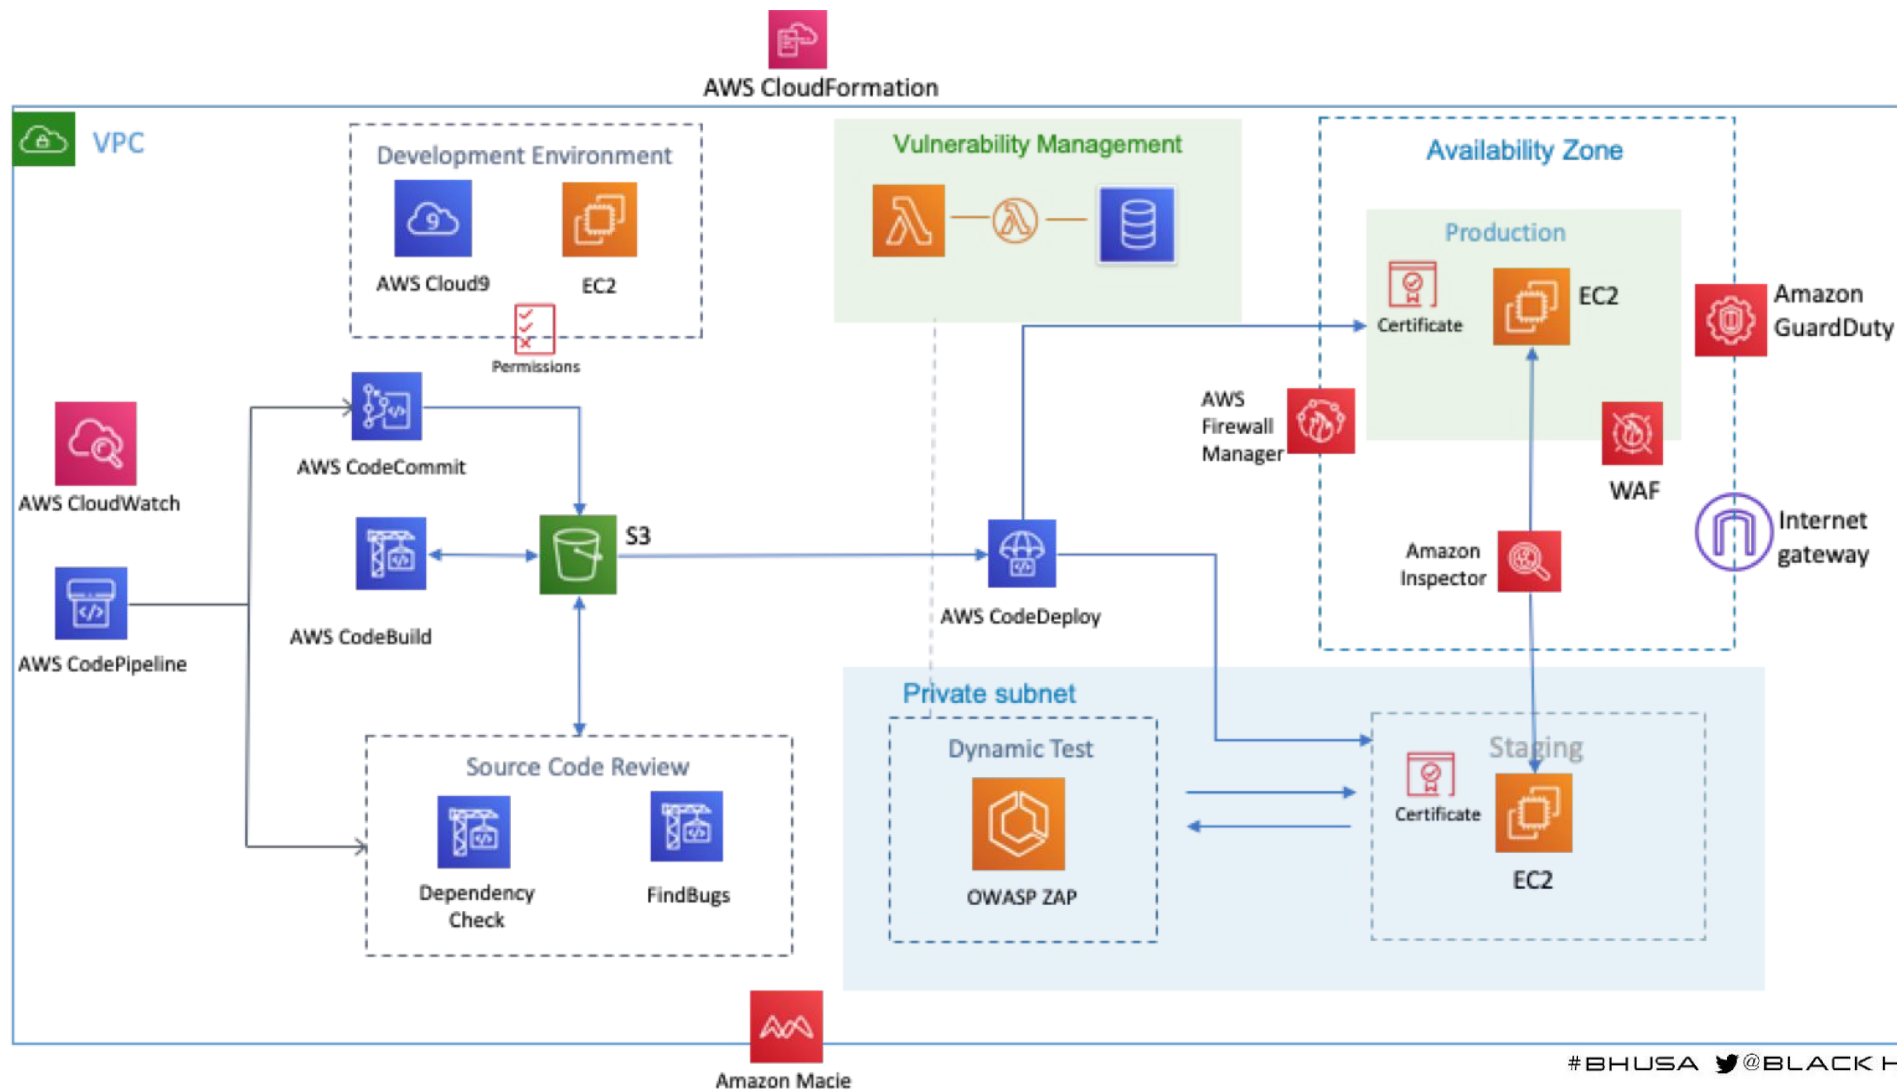 AWS CloudFormation
VPC
Development Environment
9
AWS Cloud9
EC2
Permissions
Vulnerability Management
Availability Zone
Production
Certificate
EC2
Amazon
GuardDuty
AWS
Firewall
Manager
WAF
Internet
gateway
Amazon
Inspector
AWS CloudWatch
AWS CodePipeline
AWS CodeCommit
S3
AWS CodeBuild
AWS CodeDeploy
Source Code Review
Dependency
Check
FindBugs
Private subnet
Dynamic Test
OWASP ZAP
Staging
Certificate
EC2
Amazon Macie
#BHUSA @BLACK H